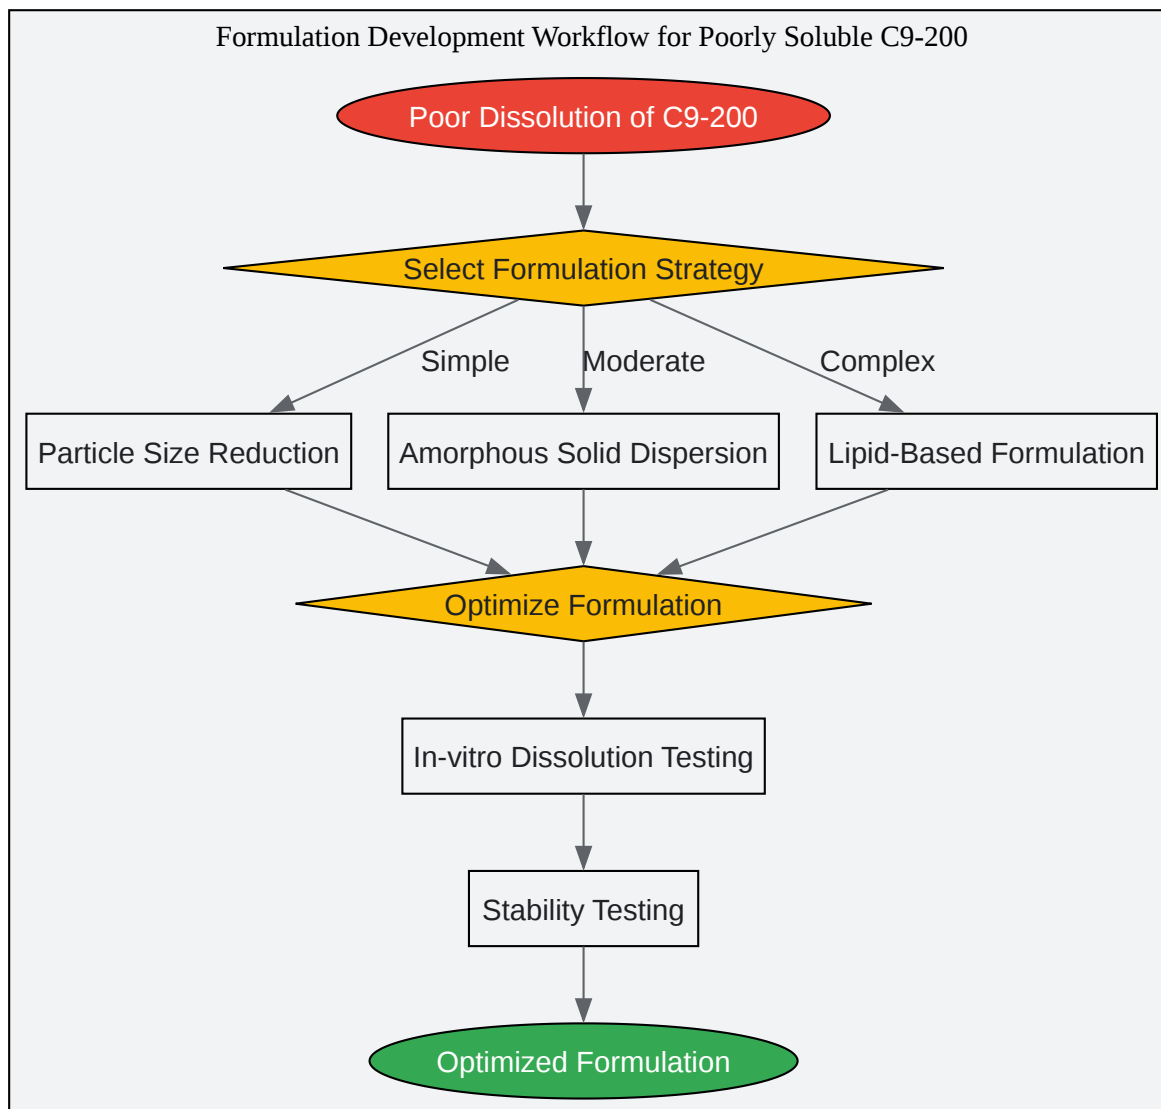 Formulation Development Workflow for Poorly Soluble C9-200
Poor Dissolution of C9-200
Select Formulation Strategy
Simple
Moderate
Complex
Particle Size Reduction
Amorphous Solid Dispersion
Lipid-Based Formulation
Optimize Formulation
In-vitro Dissolution Testing
Stability Testing
Optimized Formulation